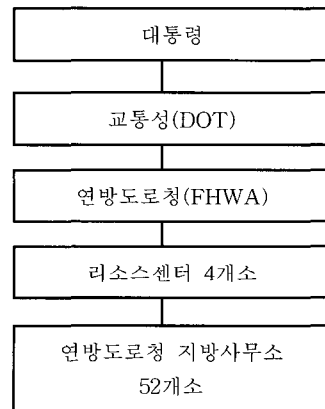 대통령
교통성(DOT)
연방도로청(FHWA)
리소스센터 4개소
연방도로청 지방사무소
52개소